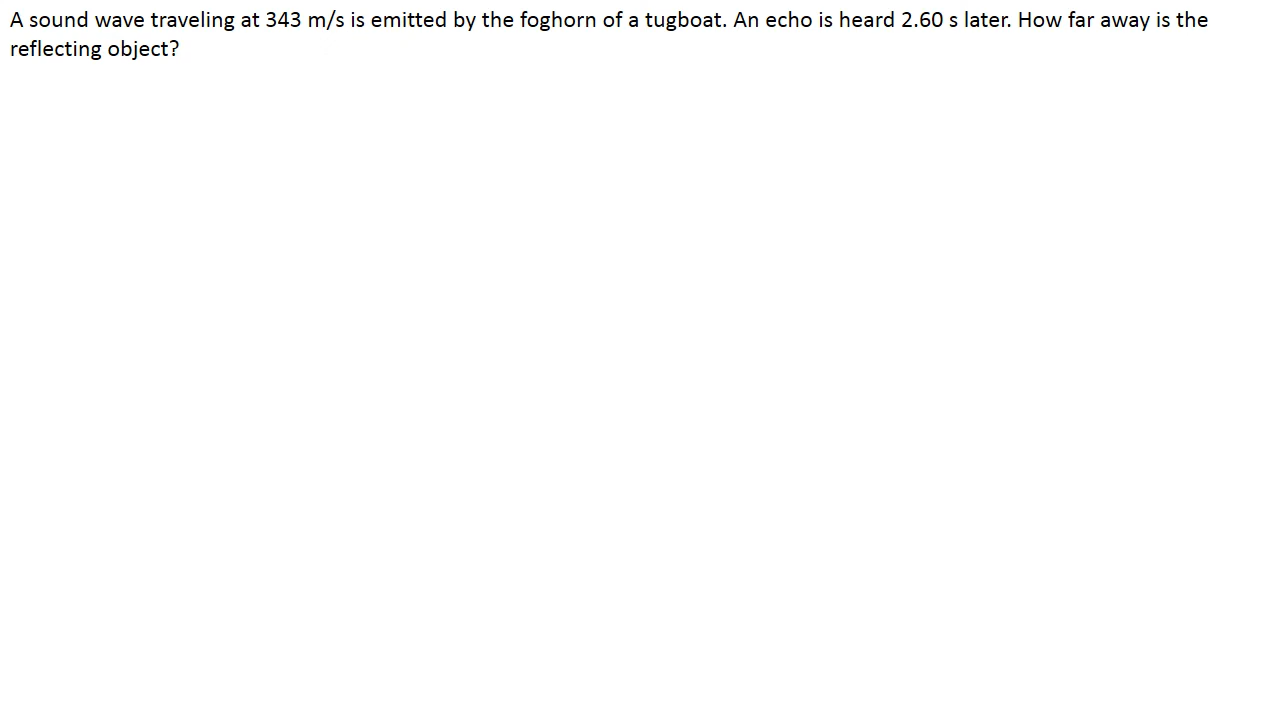 A sound wave traveling at 343 m/s is emitted by the foghorn of a tugboat. An echo is heard 2.60 s later. How far away is the
reflecting object?